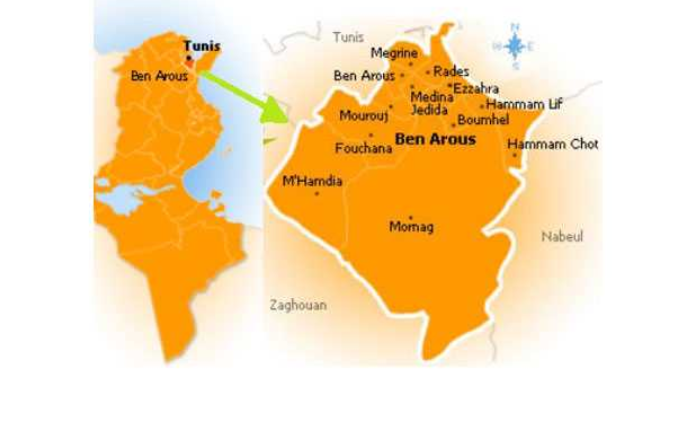 Tunis
Ben Arous
Tunis
N
W
E
S
Megrine
Ben Arous
Rades
Ezzahra
Medina
Jedida
Hammam Lif
Mourouj
Boumhel
Ben Arous
Fouchana
Hammam Chot
M'Hamdia
Mornag
Nabeul
Zaghouan